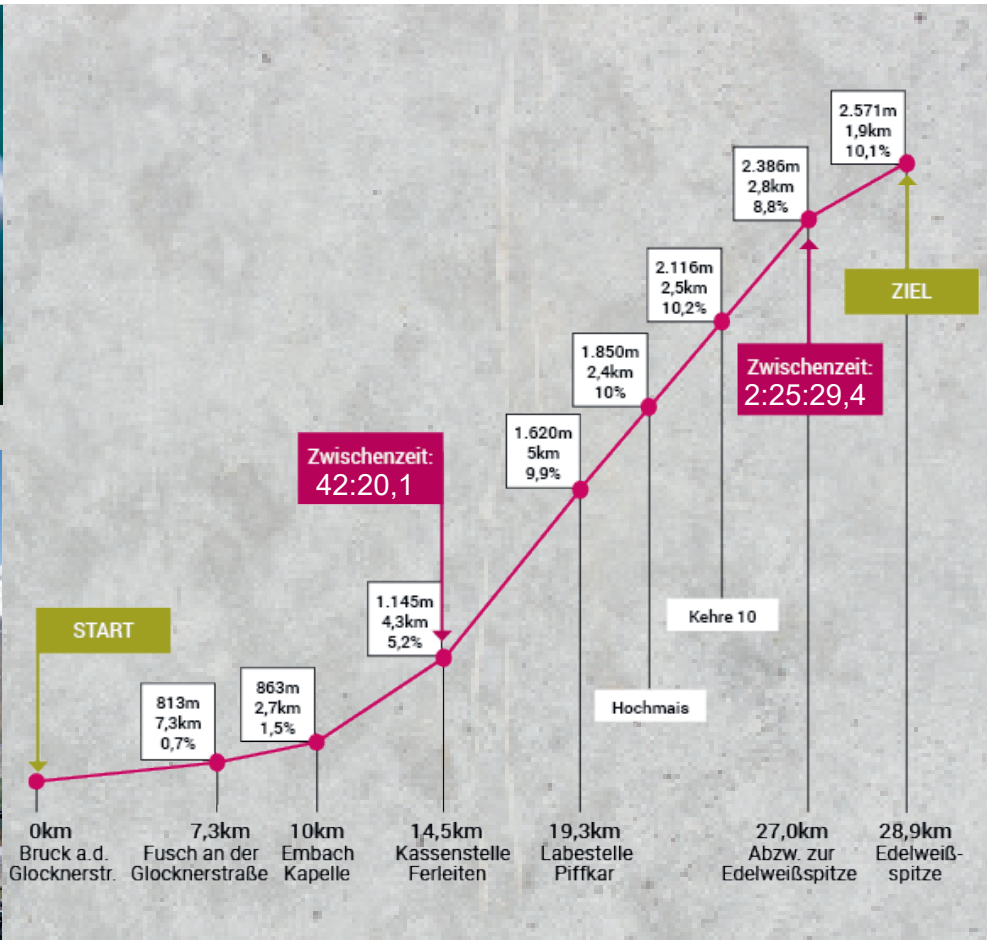 2.571m
1,9km
10,1%
2.386m
2,8km
8,8%
2.116m
2,5km
10,2%
ZIEL
1.850m
2,4km
10%
Zwischenzeit:
2:25:29,4
1.620m
5km
9,9%
Zwischenzeit:
42:20,1
1.145m
4,3km
5,2%
START
Kehre 10
863m
2,7km
1,5%
813m
7,3km
0,7%
Hochmais
0km
Bruck a.d.
Glocknerstr.
7,3km
Fusch an der
Glocknerstraße
10km
Embach
Kapelle
14,5km
Kassenstelle
Ferleiten
19,3km
Labestelle
Piffkar
27,0km
Abzw. zur
Edelweißspitze
28,9km
Edelweiß-
spitze